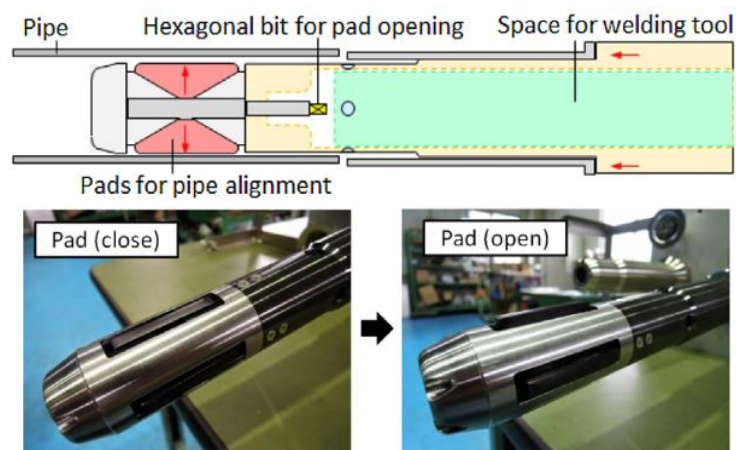 Pipe
Hexagonal bit for pad opening
Space for welding tool
Pads for pipe alignment
Pad (close)
Pad (open)